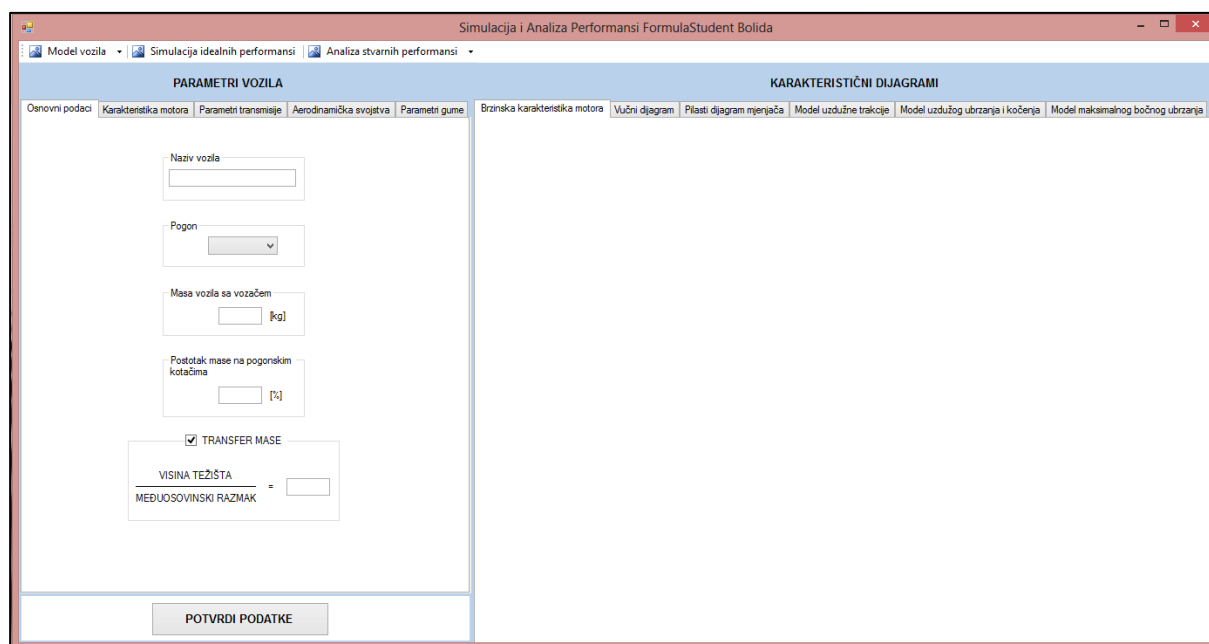 Simulacija i Analiza Performansi FormulaStudent Bolida
Model vozila Simulacija idealnih performansi Analiza stvarnih performansi
PARAMETRI VOZILA
KARAKTERISTIČNI DIJAGRAMI
Osnovni podaci Karakteristika motora Parametri transmisije Aerodinamička svojstva Parametri gume
Brzinska karakteristika motora Vučni dijagram Pilasti dijagram mjenjača Model uzdužne trakcije Model uzdužog ubrzanja i kočenja Model maksimalnog bočnog ubrzanja
Naziv vozila
Pogon
Masa vozila sa vozačem
[kg]
Postotak mase na pogonskim
kotačima
[%]
TRANSFER MASE
VISINA TEŽIŠTA
=
MEĐUOSOVINSKI RAZMAK
POTVRDI PODATKE